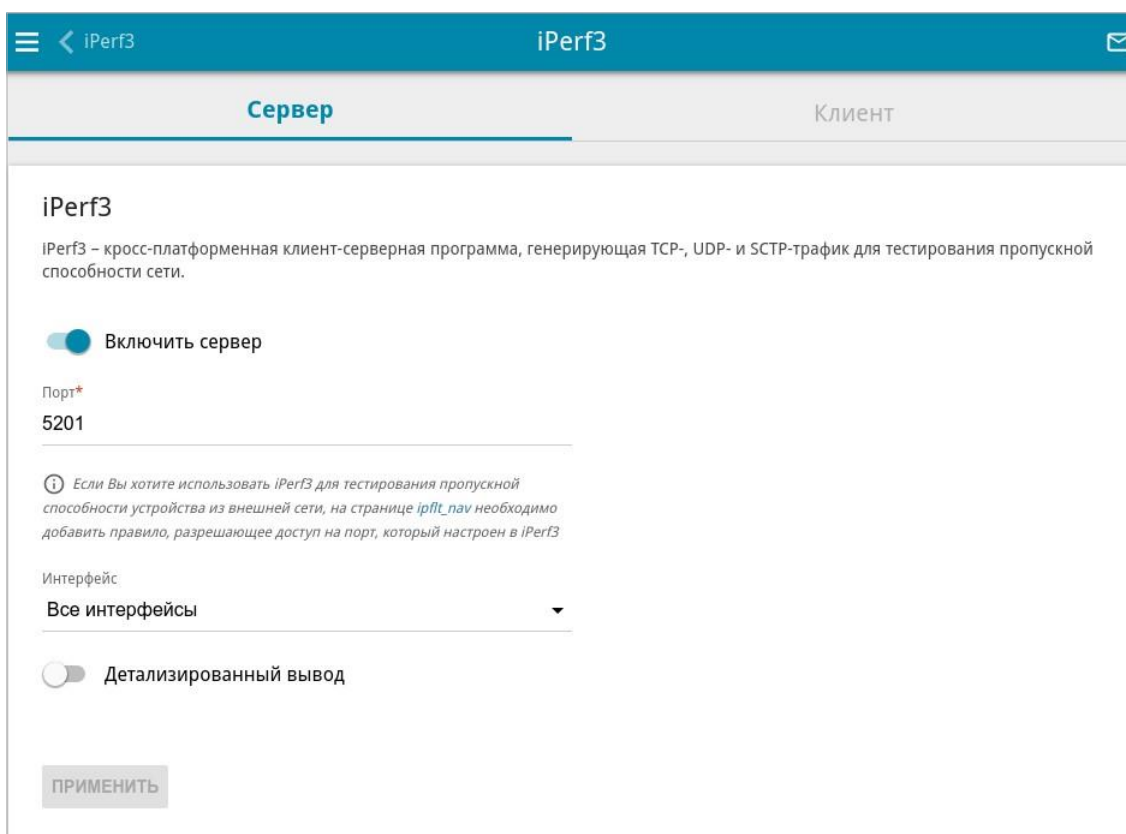 iPerf3
iPerf3
Сервер
Клиент
iPerf3
iPerf3 – кросс-платформенная клиент-серверная программа, генерирующая TCP-, UDP- и SCTP-трафик для тестирования пропускной
способности сети.
Включить сервер
Порт*
5201
Если Вы хотите использовать iPerf3 для тестирования пропускной
способности устройства из внешней сети, на странице ipflt_nav необходимо
добавить правило, разрешающее доступ на порт, который настроен в iPerf3
Интерфейс
Все интерфейсы
Детализированный вывод
ПРИМЕНИТЬ